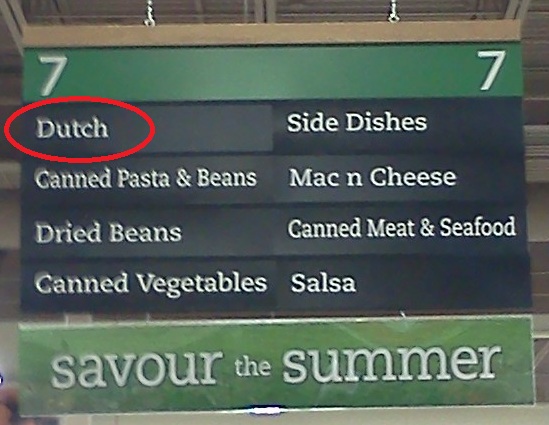 7 7
Dutch
Side Dishes
Canned Pasta & Beans
Mac n Cheese
Dried Beans
Canned Meat & Seafood
Canned Vegetables
Salsa
savour the summer